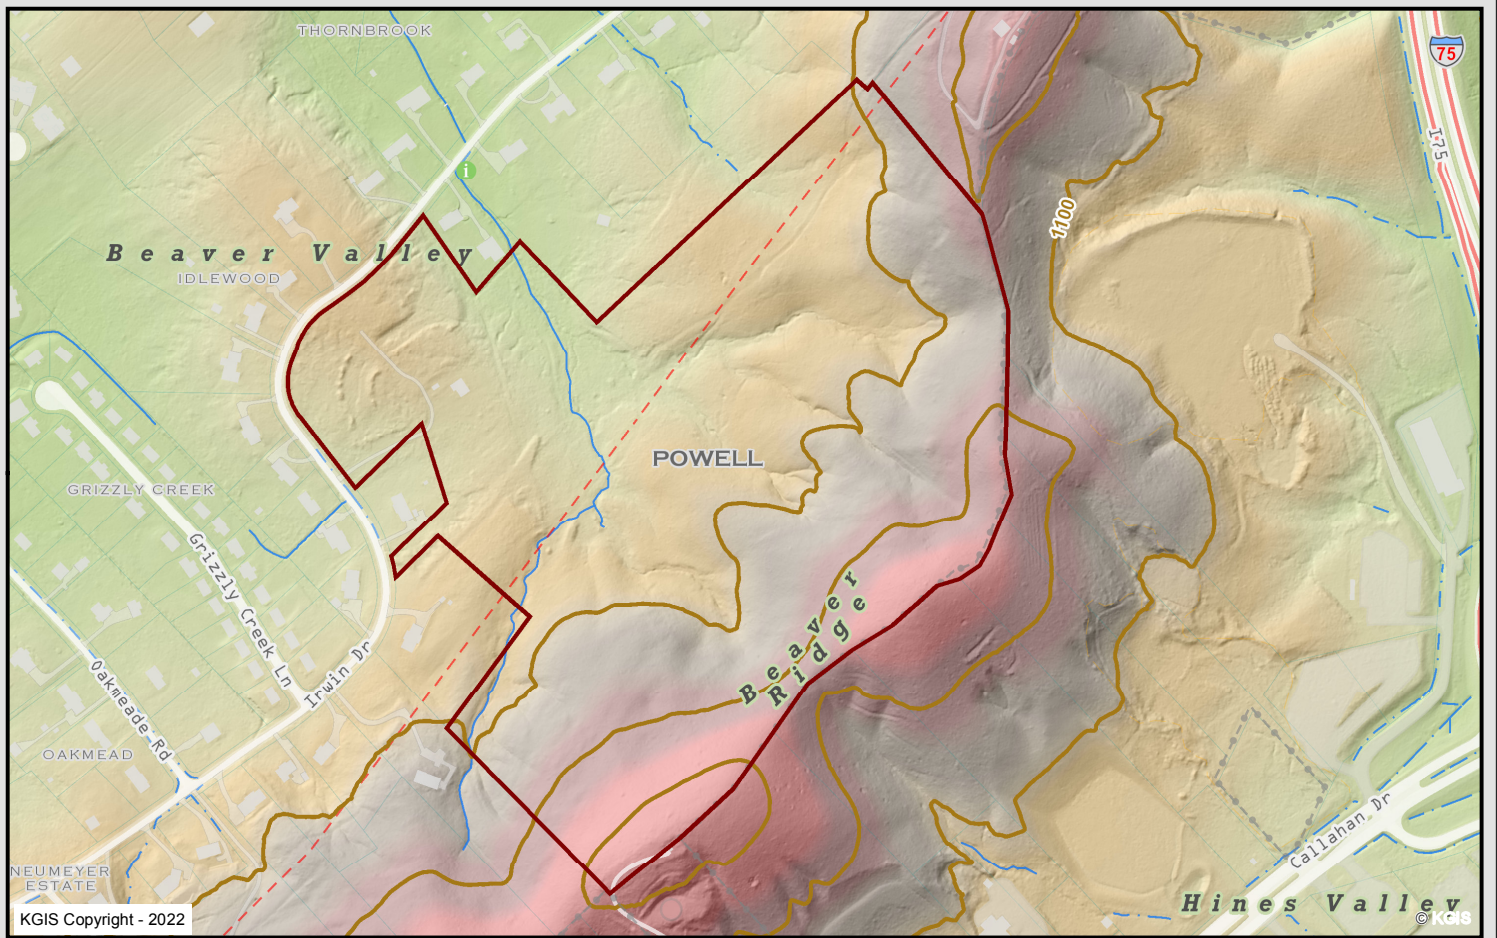 THORNBROOK
75
I-75
i
1100
Beaver Valley
IDLEWOOD
POWELL
GRIZZLY CREEK
Grizzly Creek Ln
Beaver
Ridge
Irwin Dr
Oakmeade Rd
OAKMEAD
Callahan Dr
NEUMEYER
ESTATE
Hines Valley
KGIS Copyright - 2022
© KGIS